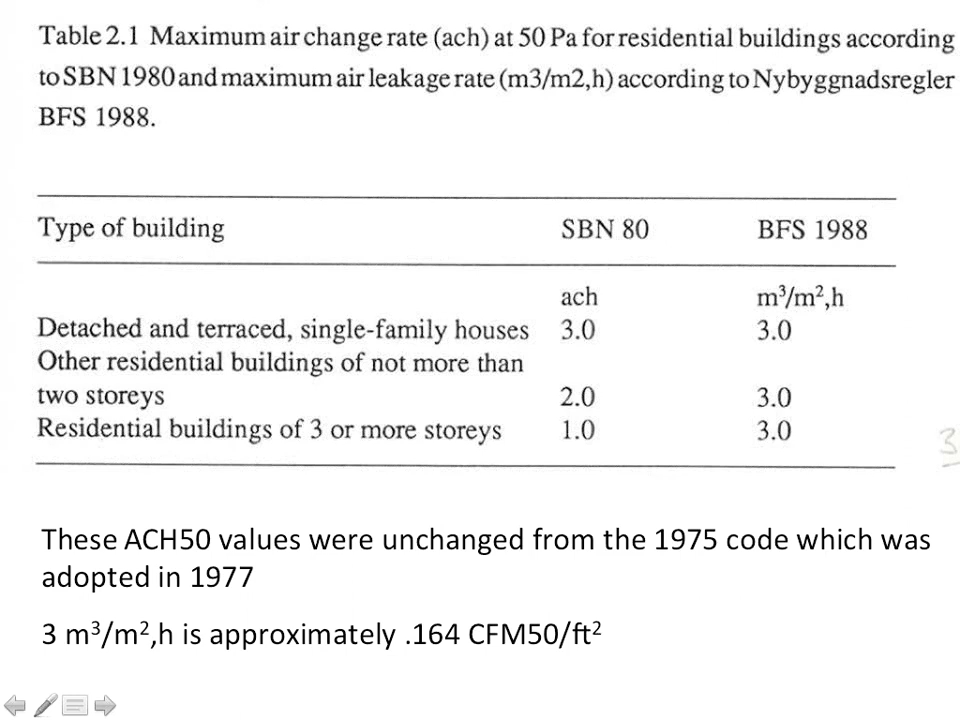 Table 2.1 Maximum air change rate (ach) at 50 Pa for residential buildings according
to SBN 1980 and maximum air leakage rate (m3/m2,h) according to Nybyggnadsregler
BFS 1988.
Type of building SBN 80 BFS 1988
ach m³/m²,h
Detached and terraced, single-family houses 3.0 3.0
Other residential buildings of not more than
two storeys 2.0 3.0
Residential buildings of 3 or more storeys 1.0 3.0
3
These ACH50 values were unchanged from the 1975 code which was
adopted in 1977
3 m³/m²,h is approximately .164 CFM50/ft²